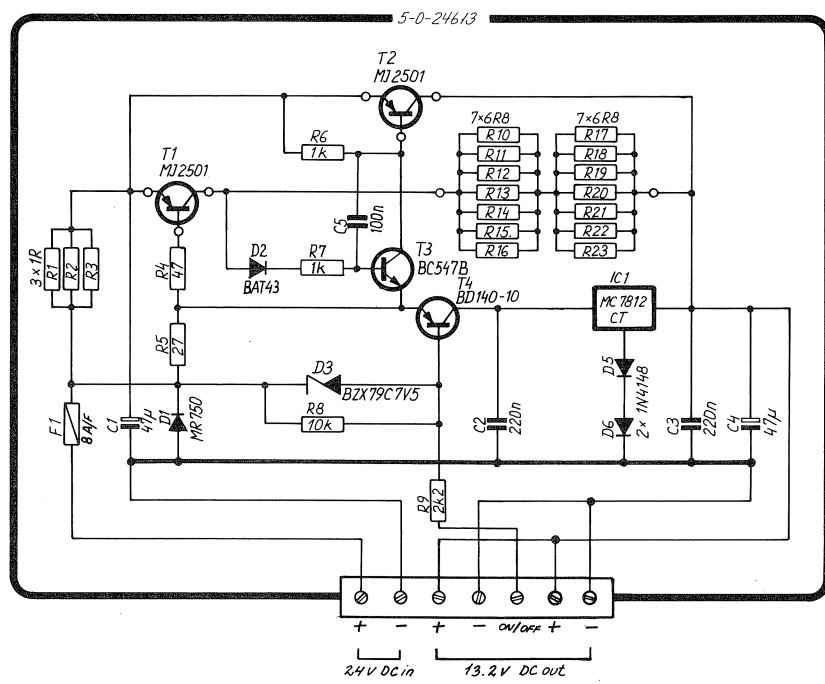 5-0-24613
T2
MJ2501
7×6R8
7×6R8
R6
1k
R10
R17
T1
MJ2501
R11
R18
R12
R19
R13
R20
R14
R21
R15.
R22
R16
R23
C5
100n
T3
BC547B
3×1R
R1
R2
R3
R4
47
D2
BAT43
R7
1k
T4
BD140-10
IC1
MC7812
CT
R5
27
D3
BZX79C7V5
D5
D6
2× 1N4148
F1
8A/F
C1
47µ
D1
MR750
R8
10k
C2
220n
C3
220n
C4
47µ
R9
2k2
+ − + − ON/OFF + −
24V DC in
13.2V DC out